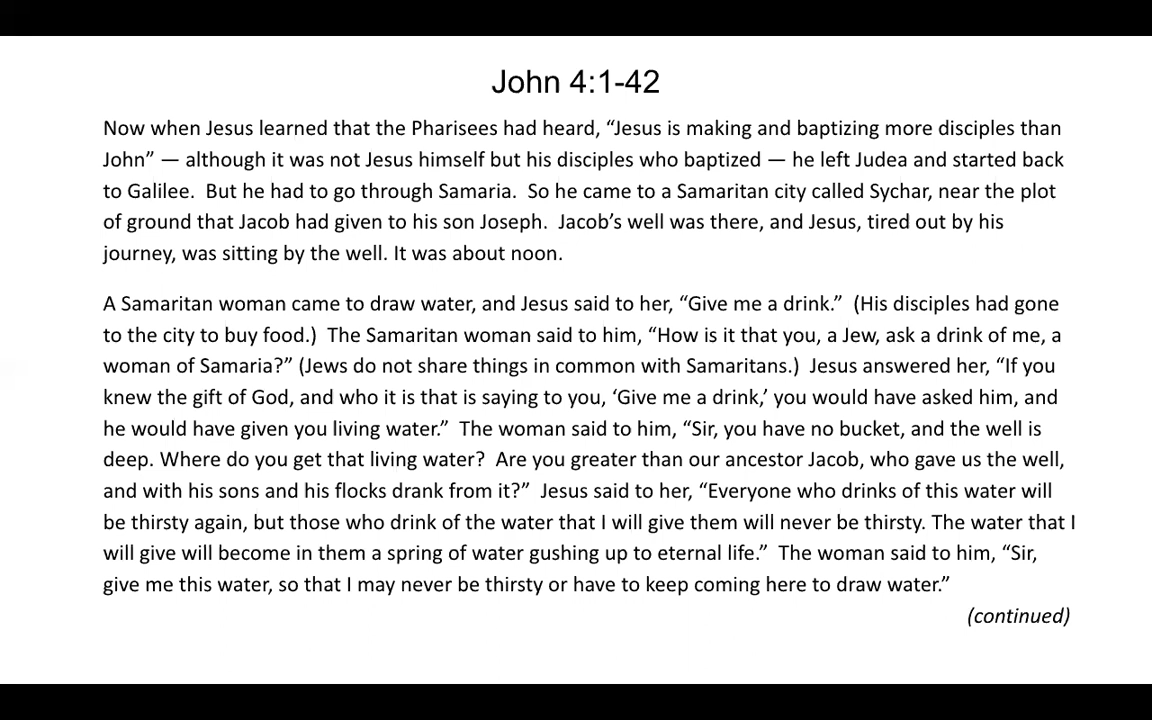 John 4:1-42
Now when Jesus learned that the Pharisees had heard, “Jesus is making and baptizing more disciples than
John” — although it was not Jesus himself but his disciples who baptized — he left Judea and started back
to Galilee.  But he had to go through Samaria.  So he came to a Samaritan city called Sychar, near the plot
of ground that Jacob had given to his son Joseph.  Jacob’s well was there, and Jesus, tired out by his
journey, was sitting by the well. It was about noon.
A Samaritan woman came to draw water, and Jesus said to her, “Give me a drink.”  (His disciples had gone
to the city to buy food.)  The Samaritan woman said to him, “How is it that you, a Jew, ask a drink of me, a
woman of Samaria?” (Jews do not share things in common with Samaritans.)  Jesus answered her, “If you
knew the gift of God, and who it is that is saying to you, ‘Give me a drink,’ you would have asked him, and
he would have given you living water.”  The woman said to him, “Sir, you have no bucket, and the well is
deep. Where do you get that living water?  Are you greater than our ancestor Jacob, who gave us the well,
and with his sons and his flocks drank from it?”  Jesus said to her, “Everyone who drinks of this water will
be thirsty again, but those who drink of the water that I will give them will never be thirsty. The water that I
will give will become in them a spring of water gushing up to eternal life.”  The woman said to him, “Sir,
give me this water, so that I may never be thirsty or have to keep coming here to draw water.”
(continued)